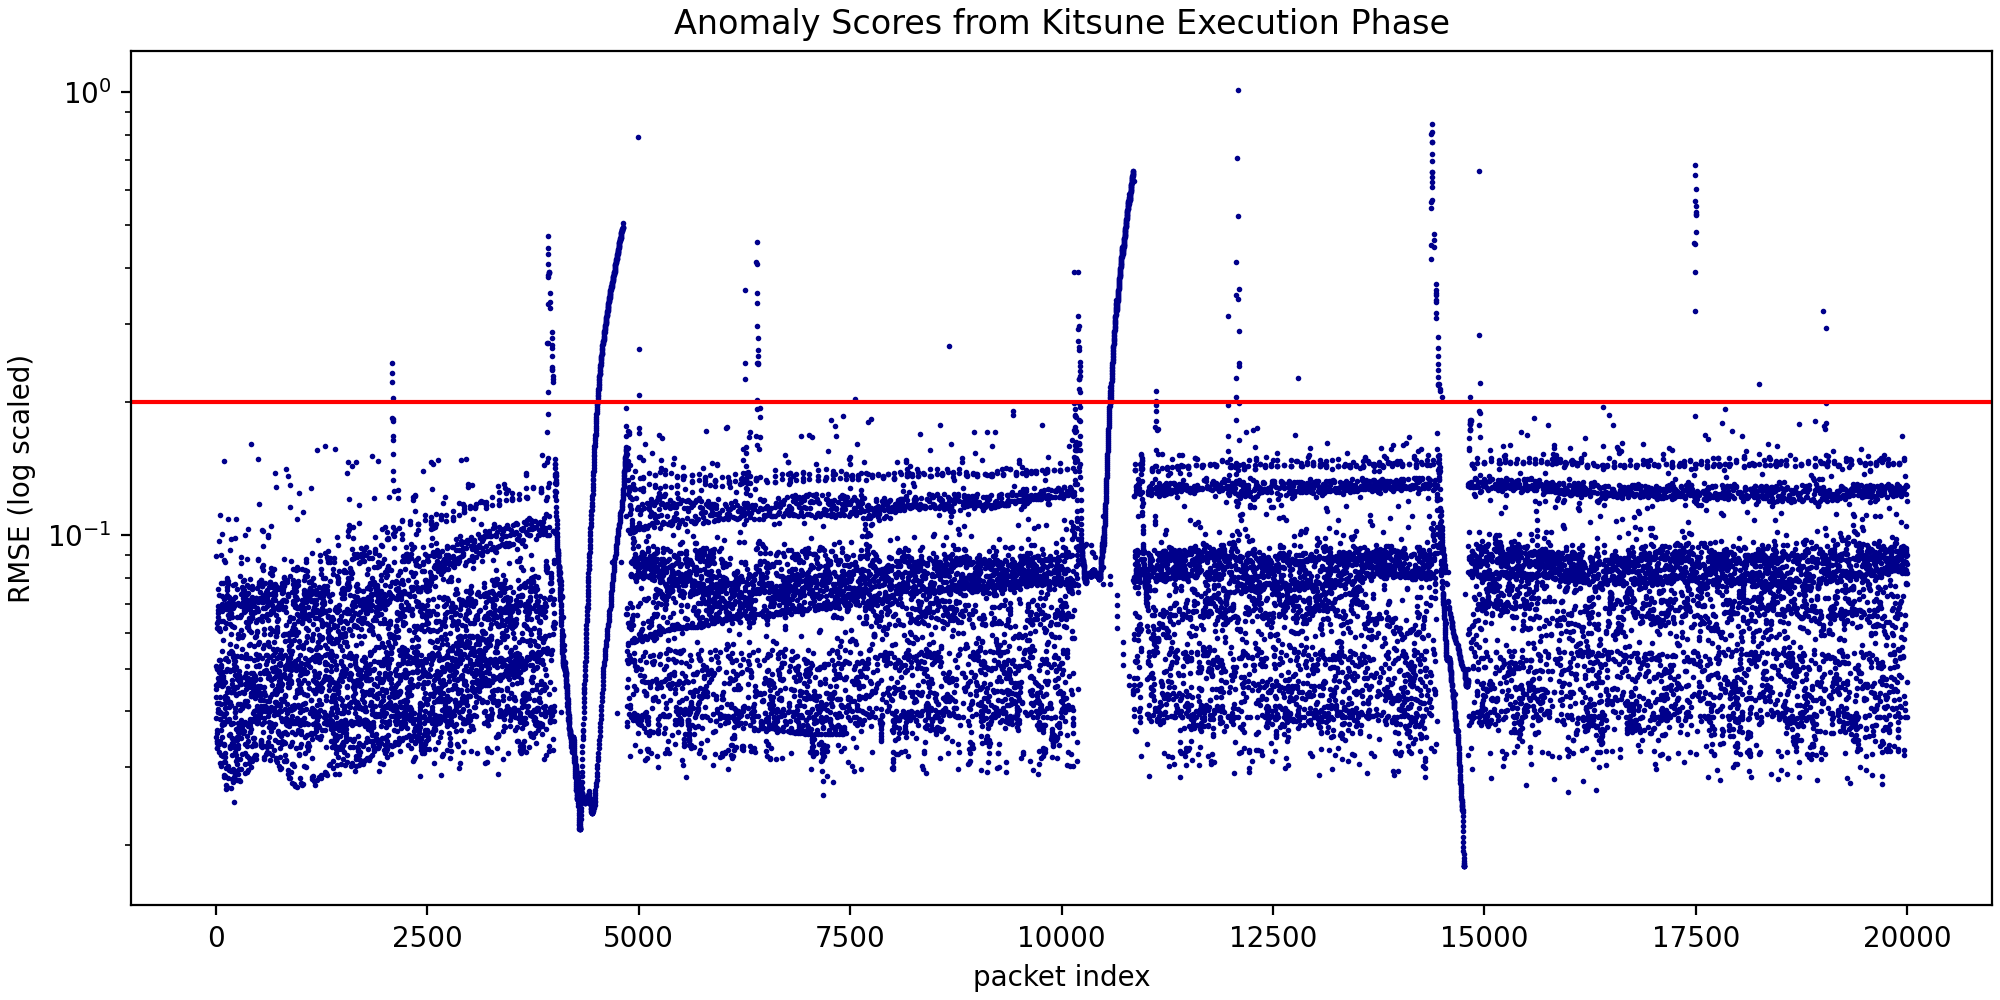 Anomaly Scores from Kitsune Execution Phase
RMSE (log scaled)
10⁰
10⁻¹
0 2500 5000 7500 10000 12500 15000 17500 20000
packet index